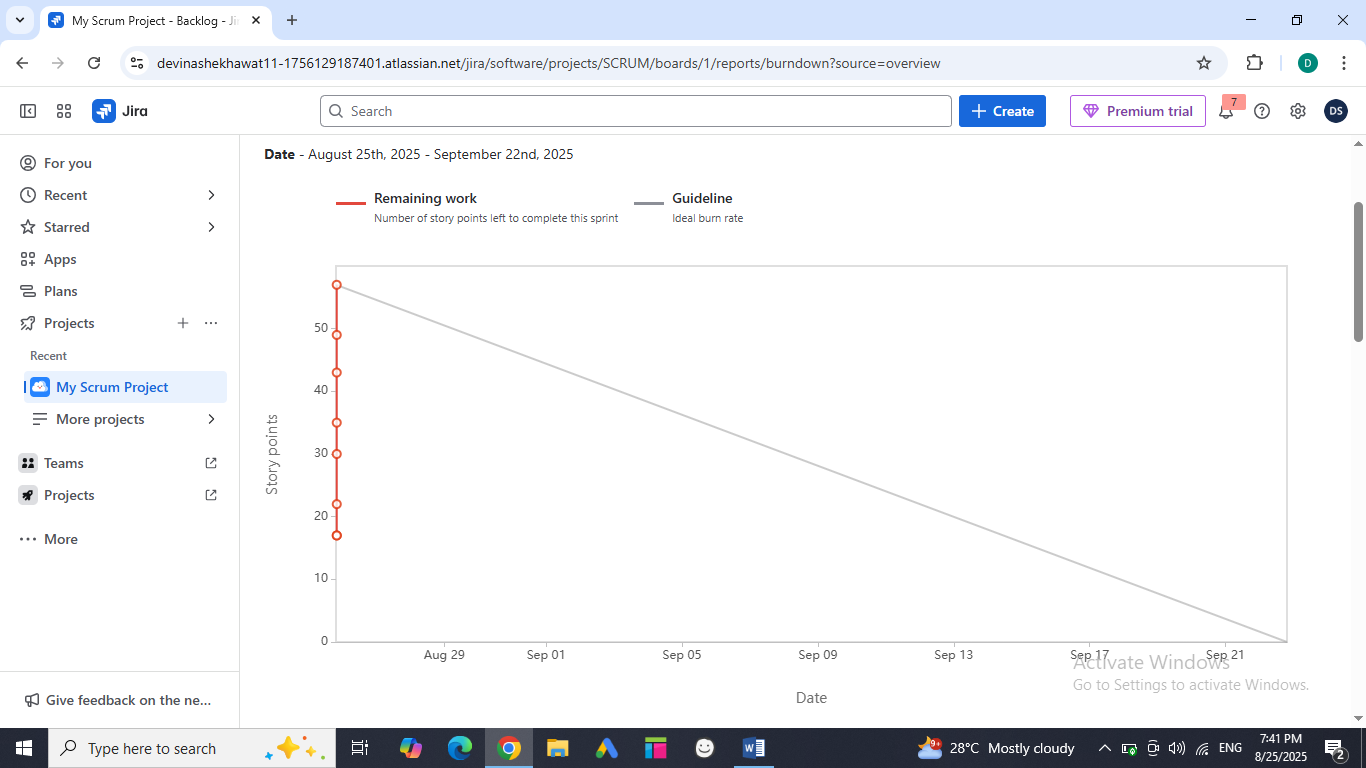 My Scrum Project - Backlog - Ji
devinashekhawat11-1756129187401.atlassian.net/jira/software/projects/SCRUM/boards/1/reports/burndown?source=overview
D
Jira
Search
Create
Premium trial
7
DS
For you
Recent
Starred
Apps
Plans
Projects
Recent
My Scrum Project
More projects
Teams
Projects
More
Give feedback on the ne...
Date - August 25th, 2025 - September 22nd, 2025
Remaining work
Number of story points left to complete this sprint
Guideline
Ideal burn rate
Story points
50
40
30
20
10
0
Aug 29
Sep 01
Sep 05
Sep 09
Sep 13
Sep 17
Sep 21
Date
Activate Windows
Go to Settings to activate Windows.
Type here to search
9+
28°C Mostly cloudy
ENG
7:41 PM
8/25/2025
2